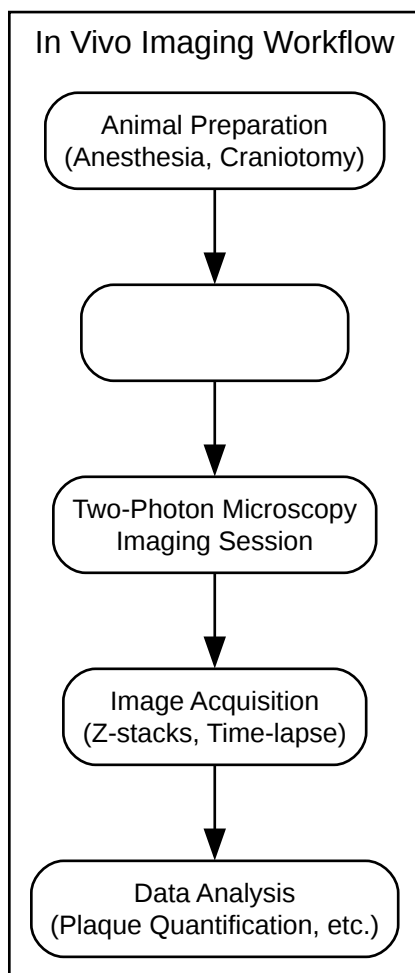 In Vivo Imaging Workflow
Animal Preparation
(Anesthesia, Craniotomy)
Two-Photon Microscopy
Imaging Session
Image Acquisition
(Z-stacks, Time-lapse)
Data Analysis
(Plaque Quantification, etc.)